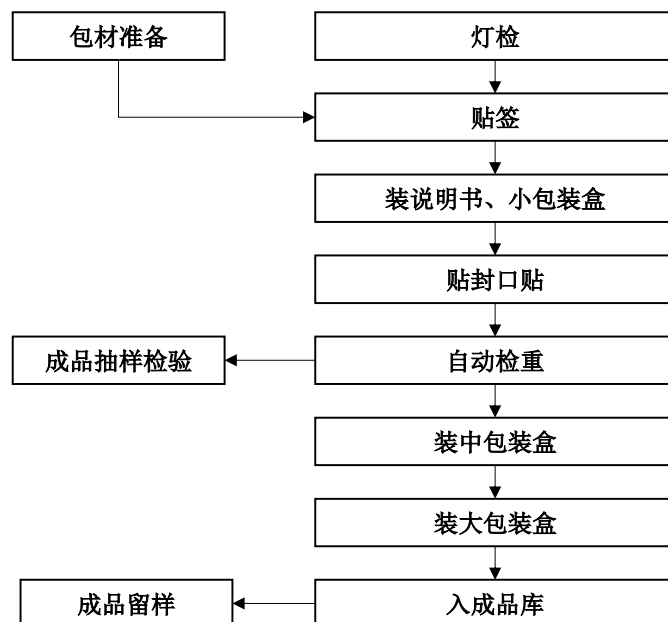 包材准备
灯检
贴签
装说明书、小包装盒
贴封口贴
成品抽样检验
自动检重
装中包装盒
装大包装盒
成品留样
入成品库